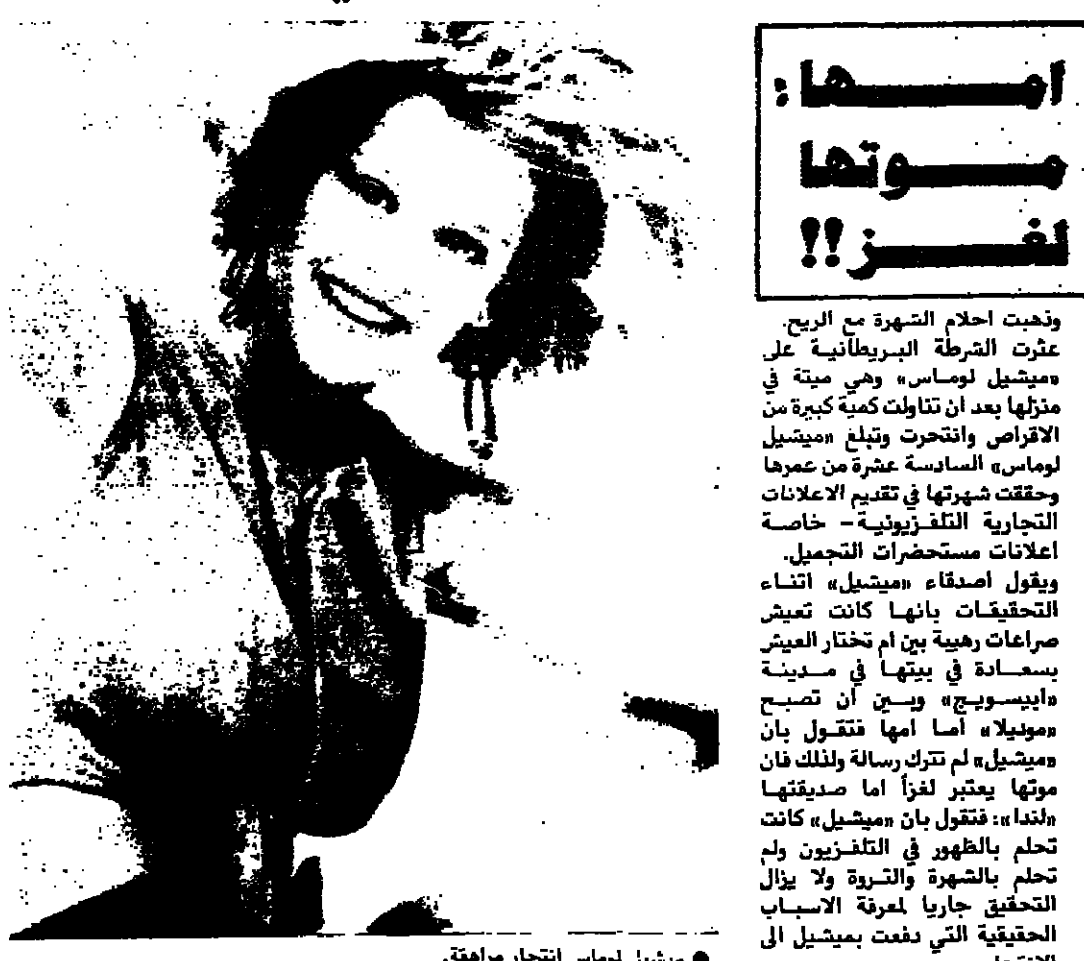 امها:
موتها
لغز!!
وذهبت احلام الشهرة مع الريح.
عثرت الشرطة البريطانية على
«ميشيل لوماس» وهي ميتة في
منزلها بعد ان تناولت كمية كبيرة من
الاقراص وانتحرت وتبلغ «ميشيل
لوماس» السادسة عشرة من عمرها
وحققت شهرتها في تقديم الاعلانات
التجارية التلفزيونية – خاصة
اعلانات مستحضرات التجميل.
ويقول اصدقاء «ميشيل» اثناء
التحقيقات بانها كانت تعيش
صراعات رهيبة بين ام تختار العيش
بسعادة في بيتها في مدينة
«ايبسويج» وبين أن تصبح
«موديلا» أما امها فتقول بان
«ميشيل» لم تترك رسالة ولذلك فان
موتها يعتبر لغزاً اما صديقتها
«لندا»: فتقول بان «ميشيل» كانت
تحلم بالظهور في التلفزيون ولم
تحلم بالشهرة والثروة ولا يزال
التحقيق جاريا لمعرفة الاسباب
الحقيقية التي دفعت بميشيل الى
● ميشيل لوماس انتحار مراهقة.